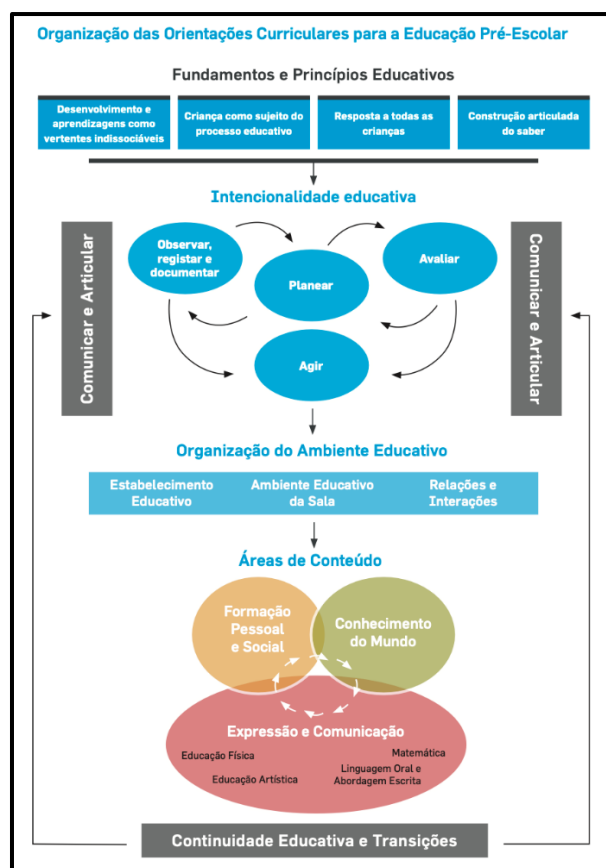 Organização das Orientações Curriculares para a Educação Pré-Escolar
Fundamentos e Princípios Educativos
Desenvolvimento e
aprendizagens como
vertentes indissociáveis
Criança como sujeito do
processo educativo
Resposta a todas as
crianças
Construção articulada
do saber
Intencionalidade educativa
Comunicar e Articular
Observar,
registar e
documentar
Planear
Avaliar
Agir
Comunicar e Articular
Organização do Ambiente Educativo
Estabelecimento
Educativo
Ambiente Educativo
da Sala
Relações e
Interações
Áreas de Conteúdo
Formação
Pessoal
e Social
Conhecimento
do Mundo
Expressão e Comunicação
Educação Física
Educação Artística
Matemática
Linguagem Oral e
Abordagem Escrita
Continuidade Educativa e Transições